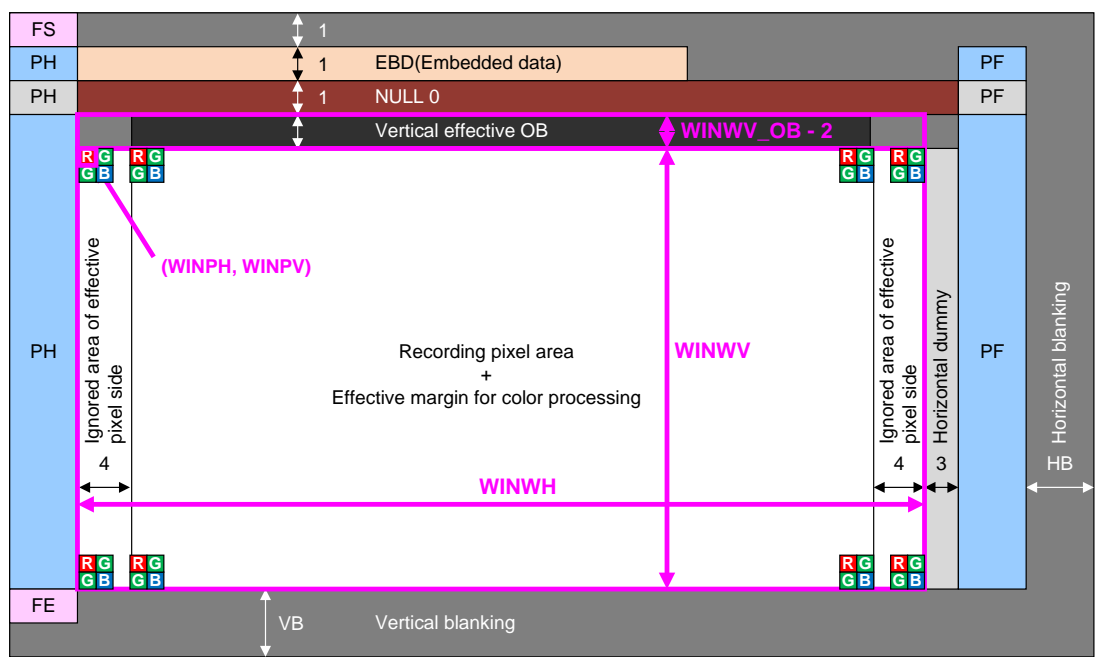 FS
1
PH
1
EBD(Embedded data)
PF
PH
1
NULL 0
PF
Vertical effective OB
WINWV_OB - 2
R G
G B
R G
G B
R G
G B
R G
G B
(WINPH, WINPV)
PH
Ignored area of effective
pixel side
4
Recording pixel area
+
Effective margin for color processing
WINWV
WINWH
Ignored area of effective
pixel side
4
Horizontal dummy
3
PF
Horizontal blanking
HB
R G
G B
R G
G B
R G
G B
R G
G B
FE
VB
Vertical blanking